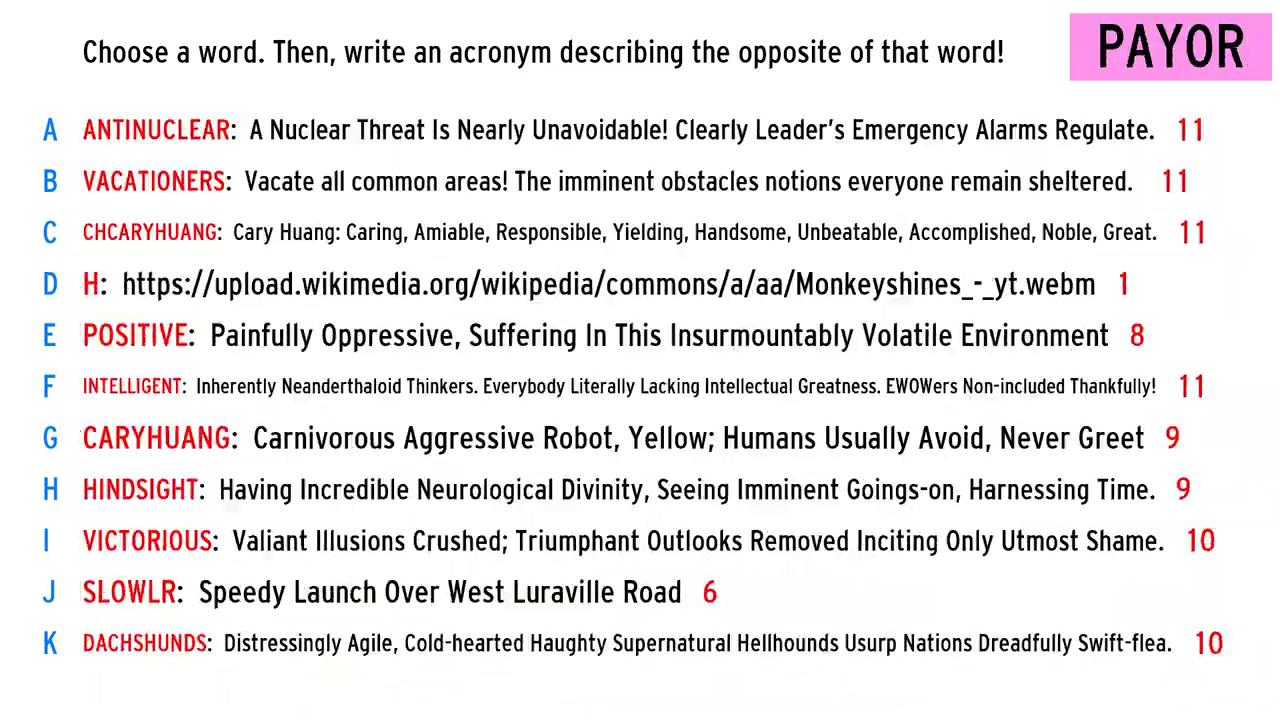 Choose a word. Then, write an acronym describing the opposite of that word!
PAYOR
A ANTINUCLEAR: A Nuclear Threat Is Nearly Unavoidable! Clearly Leader's Emergency Alarms Regulate. 11
B VACATIONERS: Vacate all common areas! The imminent obstacles notions everyone remain sheltered. 11
C CHCARYHUANG: Cary Huang: Caring, Amiable, Responsible, Yielding, Handsome, Unbeatable, Accomplished, Noble, Great. 11
D H: https://upload.wikimedia.org/wikipedia/commons/a/aa/Monkeyshines_-_yt.webm 1
E POSITIVE: Painfully Oppressive, Suffering In This Insurmountably Volatile Environment 8
F INTELLIGENT: Inherently Neanderthaloid Thinkers. Everybody Literally Lacking Intellectual Greatness. EWOWers Non-included Thankfully! 11
G CARYHUANG: Carnivorous Aggressive Robot, Yellow; Humans Usually Avoid, Never Greet 9
H HINDSIGHT: Having Incredible Neurological Divinity, Seeing Imminent Goings-on, Harnessing Time. 9
I VICTORIOUS: Valiant Illusions Crushed; Triumphant Outlooks Removed Inciting Only Utmost Shame. 10
J SLOWLR: Speedy Launch Over West Luraville Road 6
K DACHSHUNDS: Distressingly Agile, Cold-hearted Haughty Supernatural Hellhounds Usurp Nations Dreadfully Swift-flea. 10